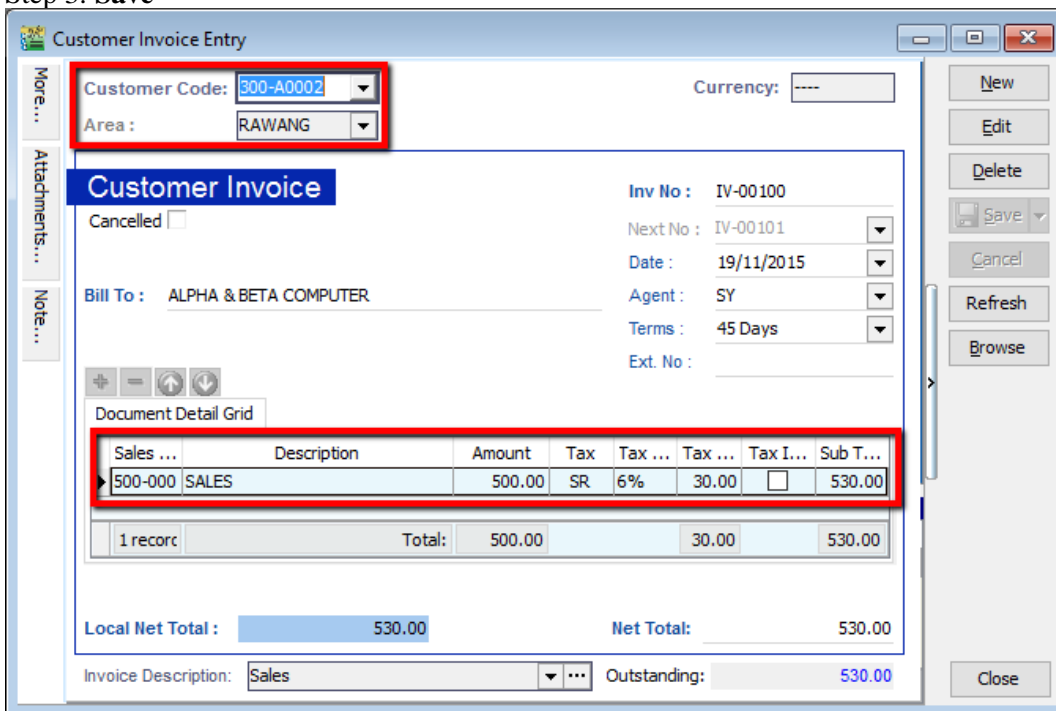 Step 3: Save
Customer Invoice Entry
More...
Attachments...
Note...
Customer Code: 300-A0002
Currency: ----
Area : RAWANG
New
Edit
Delete
Save
Cancel
Refresh
Browse
Customer Invoice
Cancelled
Inv No : IV-00100
Next No : IV-00101
Date : 19/11/2015
Bill To : ALPHA & BETA COMPUTER
Agent : SY
Terms : 45 Days
Ext. No :
Document Detail Grid
Sales ... Description Amount Tax Tax ... Tax ... Tax I... Sub T...
500-000 SALES 500.00 SR 6% 30.00 530.00
1 recorc Total: 500.00 30.00 530.00
Local Net Total : 530.00 Net Total: 530.00
Invoice Description: Sales ... Outstanding: 530.00
Close